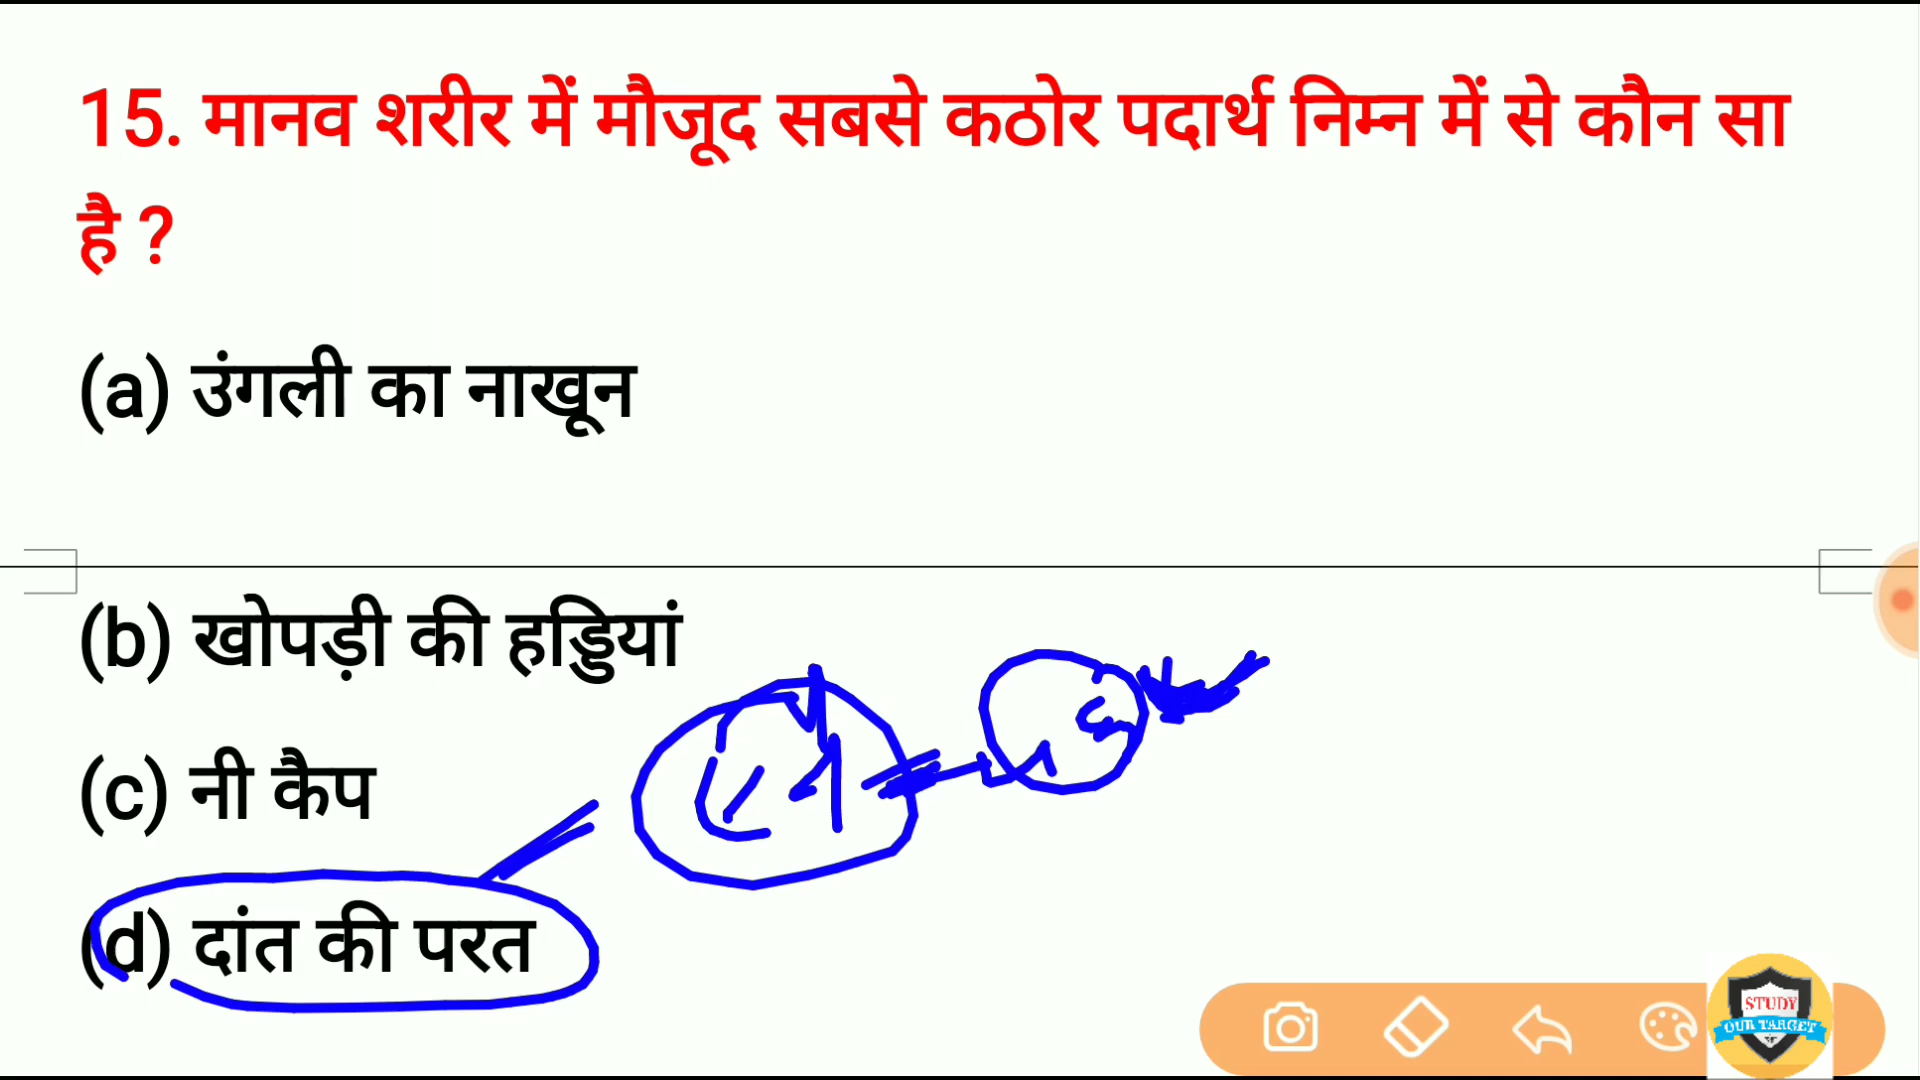 15. मानव शरीर में मौजूद सबसे कठोर पदार्थ निम्न में से कौन सा
है ?
(a) उंगली का नाखून
(b) खोपड़ी की हड्डियां
(c) नी कैप
(d) दांत की परत
STUDY
OUR TARGET